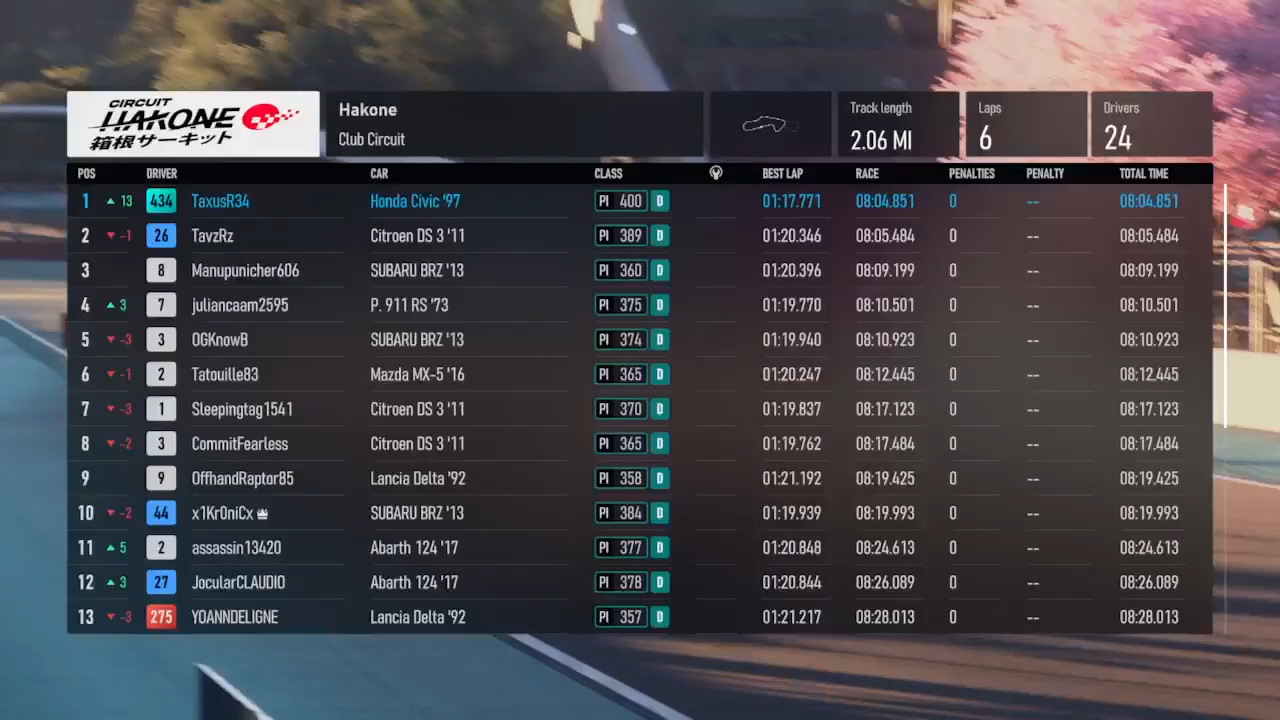 CIRCUIT
HAKONE
箱根サーキット
Hakone
Club Circuit
Track length
2.06 MI
Laps
6
Drivers
24
POS DRIVER CAR CLASS BEST LAP RACE PENALTIES PENALTY TOTAL TIME
1 ▲ 13 434 TaxusR34 Honda Civic '97 PI 400 D 01:17.771 08:04.851 0 -- 08:04.851
2 ▼ -1 26 TavzRz Citroen DS 3 '11 PI 389 D 01:20.346 08:05.484 0 -- 08:05.484
3 8 Manupunicher606 SUBARU BRZ '13 PI 360 D 01:20.396 08:09.199 0 -- 08:09.199
4 ▲ 3 7 juliancaam2595 P. 911 RS '73 PI 375 D 01:19.770 08:10.501 0 -- 08:10.501
5 ▼ -3 3 OGKnowB SUBARU BRZ '13 PI 374 D 01:19.940 08:10.923 0 -- 08:10.923
6 ▼ -1 2 Tatouille83 Mazda MX-5 '16 PI 365 D 01:20.247 08:12.445 0 -- 08:12.445
7 ▼ -3 1 Sleepingtag1541 Citroen DS 3 '11 PI 370 D 01:19.837 08:17.123 0 -- 08:17.123
8 ▼ -2 3 CommitFearless Citroen DS 3 '11 PI 365 D 01:19.762 08:17.484 0 -- 08:17.484
9 9 OffhandRaptor85 Lancia Delta '92 PI 358 D 01:21.192 08:19.425 0 -- 08:19.425
10 ▼ -2 44 x1Kr0niCx SUBARU BRZ '13 PI 384 D 01:19.939 08:19.993 0 -- 08:19.993
11 ▲ 5 2 assassin13420 Abarth 124 '17 PI 377 D 01:20.848 08:24.613 0 -- 08:24.613
12 ▲ 3 27 JocularCLAUDIO Abarth 124 '17 PI 378 D 01:20.844 08:26.089 0 -- 08:26.089
13 ▼ -3 275 YOANNDELIGNE Lancia Delta '92 PI 357 D 01:21.217 08:28.013 0 -- 08:28.013